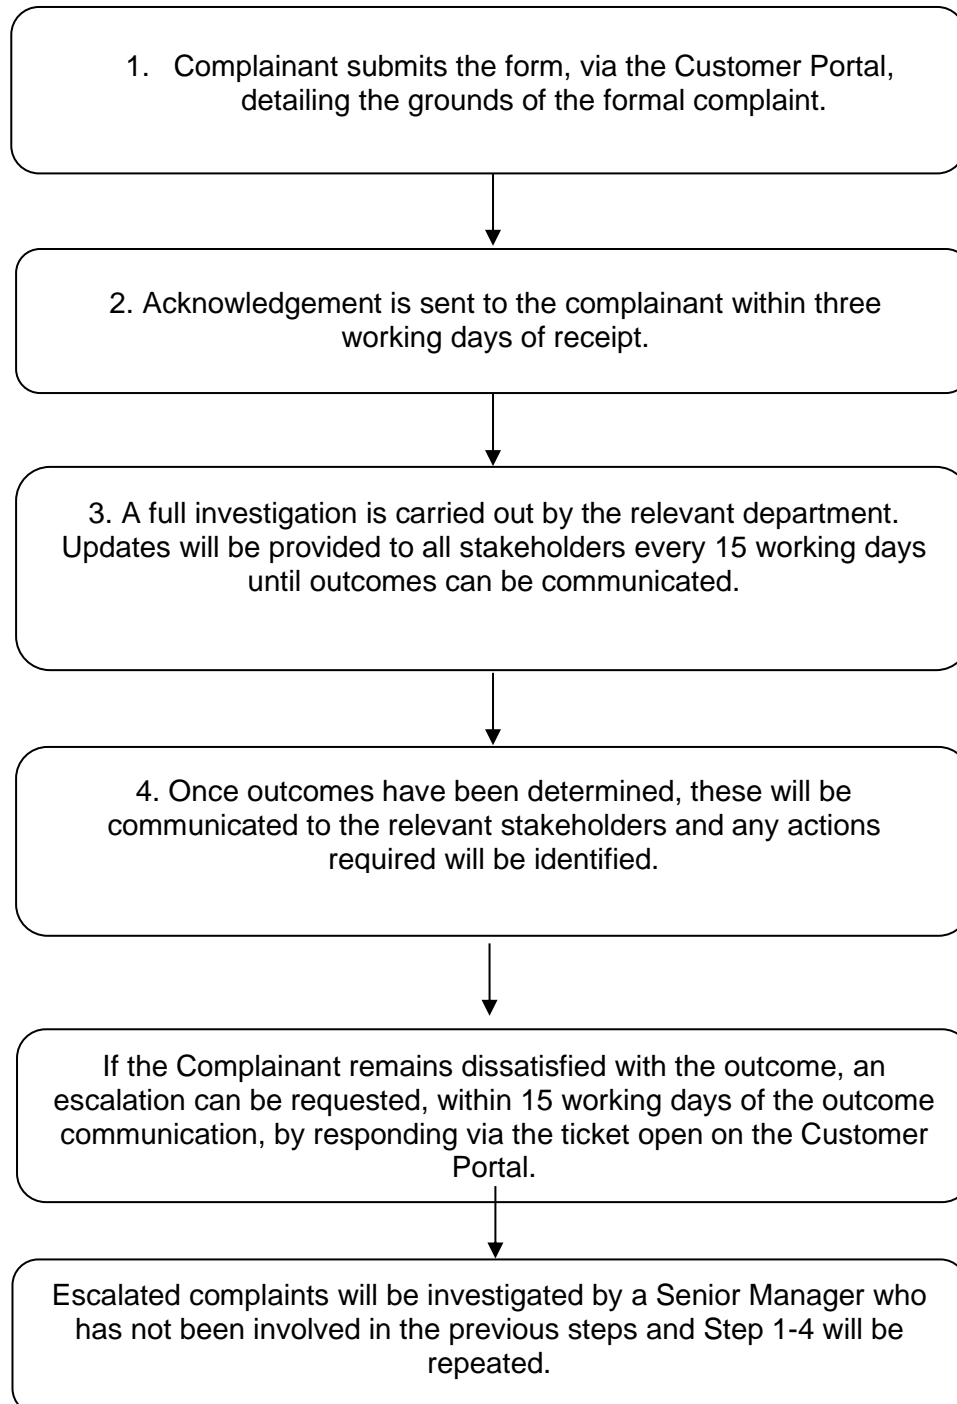 1. Complainant submits the form, via the Customer Portal,
detailing the grounds of the formal complaint.
2. Acknowledgement is sent to the complainant within three
working days of receipt.
3. A full investigation is carried out by the relevant department.
Updates will be provided to all stakeholders every 15 working days
until outcomes can be communicated.
4. Once outcomes have been determined, these will be
communicated to the relevant stakeholders and any actions
required will be identified.
If the Complainant remains dissatisfied with the outcome, an
escalation can be requested, within 15 working days of the outcome
communication, by responding via the ticket open on the Customer
Portal.
Escalated complaints will be investigated by a Senior Manager who
has not been involved in the previous steps and Step 1-4 will be
repeated.